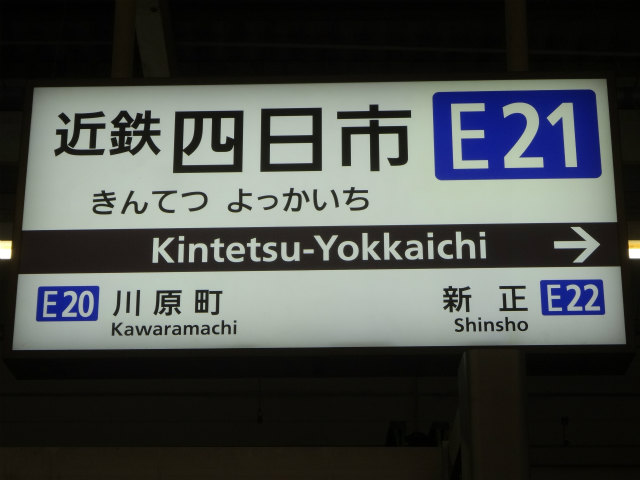 近鉄 四日市 E21
きんてつ よっかいち
Kintetsu-Yokkaichi →
E20 川原町 新正 E22
Kawaramachi Shinsho